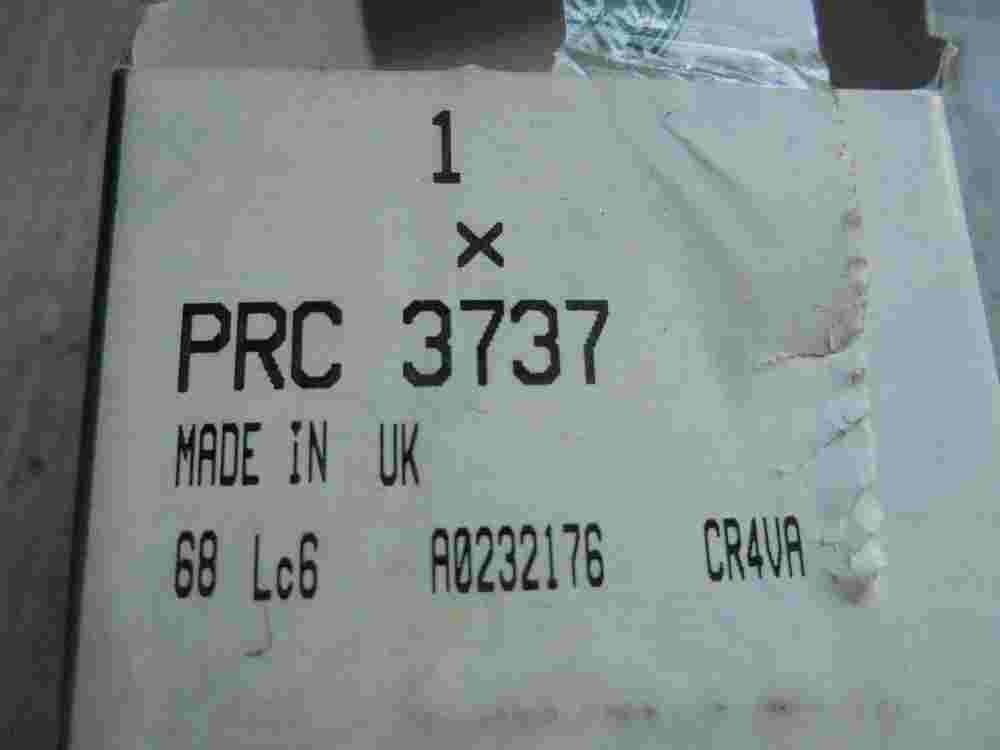 1
×
PRC 3737
MADE iN UK
68 Lc6 A0232176 CR4VA